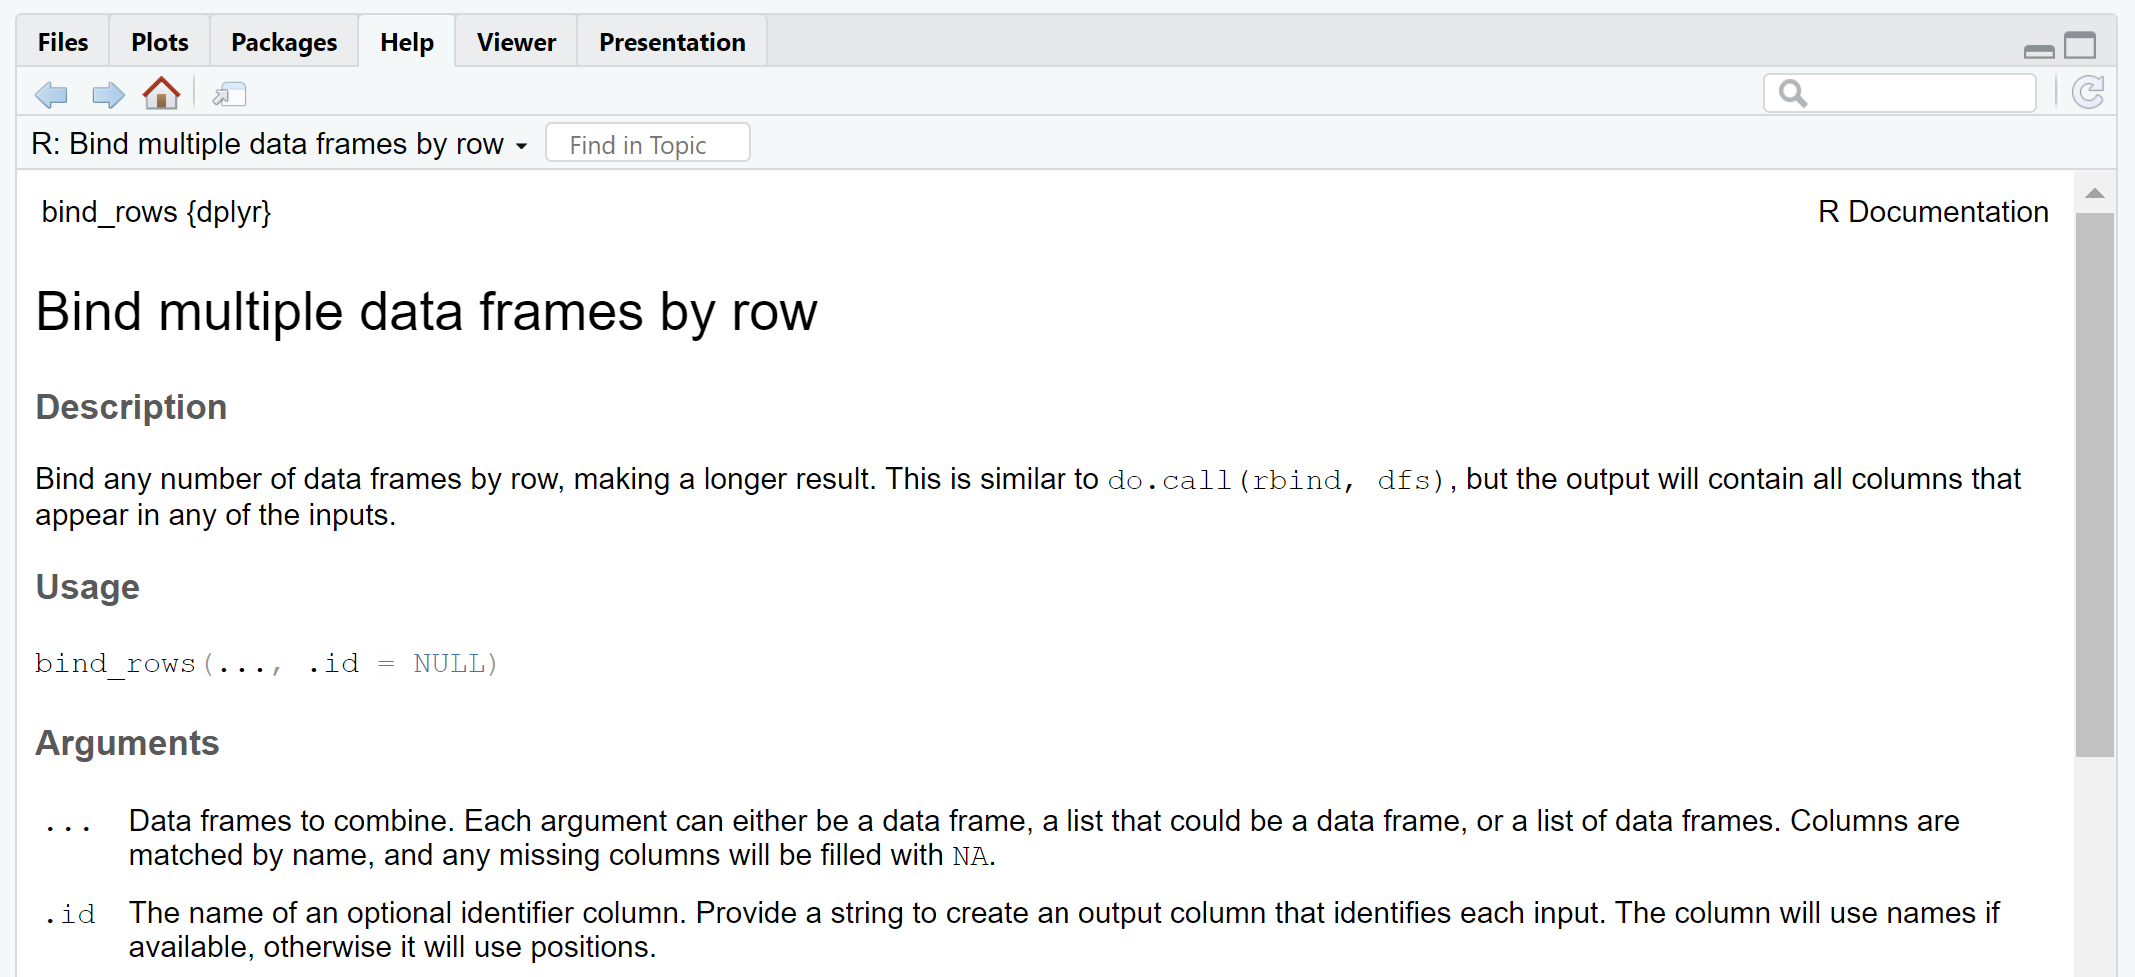 Files Plots Packages Help Viewer Presentation
R: Bind multiple data frames by row Find in Topic
bind_rows {dplyr} R Documentation
Bind multiple data frames by row
Description
Bind any number of data frames by row, making a longer result. This is similar to do.call(rbind, dfs), but the output will contain all columns that
appear in any of the inputs.
Usage
bind_rows(..., .id = NULL)
Arguments
... Data frames to combine. Each argument can either be a data frame, a list that could be a data frame, or a list of data frames. Columns are
matched by name, and any missing columns will be filled with NA.
.id The name of an optional identifier column. Provide a string to create an output column that identifies each input. The column will use names if
available, otherwise it will use positions.